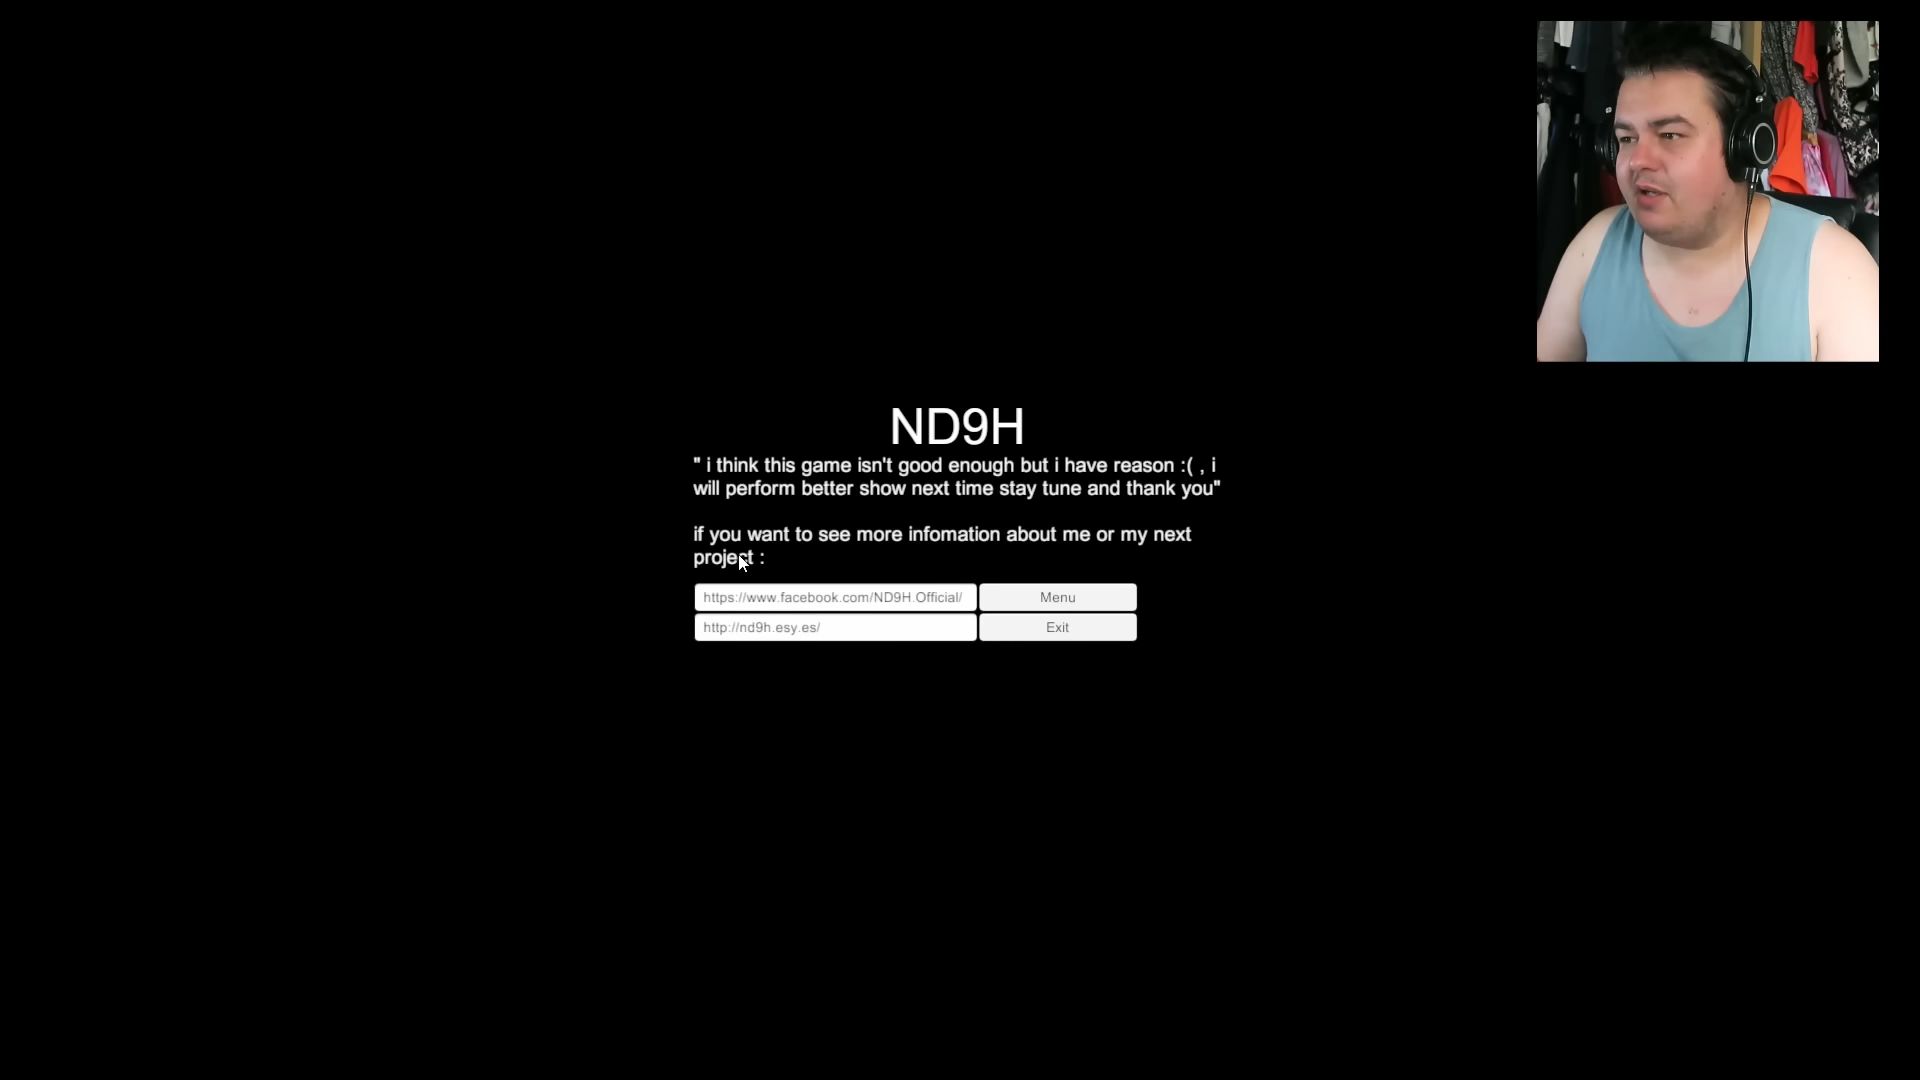 ND9H
" i think this game isn't good enough but i have reason :( , i
will perform better show next time stay tune and thank you"
if you want to see more infomation about me or my next
project :
https://www.facebook.com/ND9H.Official/
Menu
http://nd9h.esy.es/
Exit